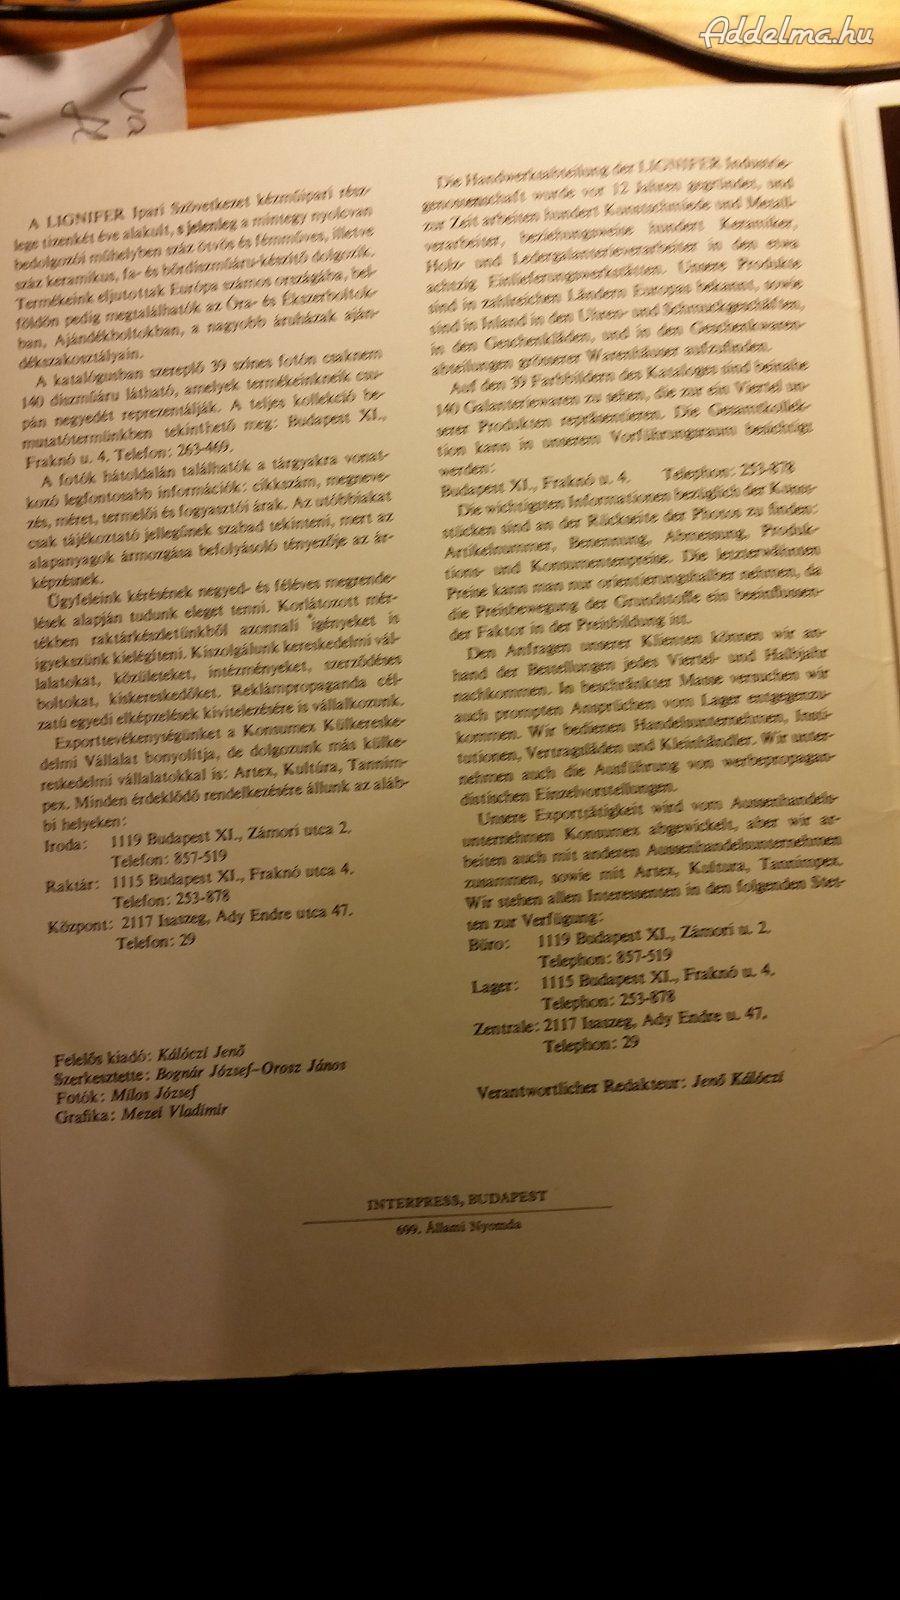 Addelma.hu
A LIGNIFER Ipari Szövetkezet kézműipari rész-
lege tizenkét éve alakult, s jelenleg a mintegy nyolcvan
bedolgozói műhelyben száz ötvös és fémműves, illetve
száz keramikus, fa- és bőrdíszműáru-készítő dolgozik.
Termékeink eljutottak Európa számos országába, bel-
földön pedig megtalálhatók az Óra- és Ékszerboltok-
ban, Ajándékboltokban, a nagyobb áruházak aján-
dékszakosztályain.
A katalógusban szereplő 39 színes fotón csaknem
140 díszműáru látható, amelyek termékeinknek csu-
pán negyedét reprezentálják. A teljes kollekció be-
mutatótermünkben tekinthető meg: Budapest XI.,
Fraknó u. 4. Telefon: 263-469.
A fotók hátoldalán találhatók a tárgyakra vonat-
kozó legfontosabb információk: cikkszám, megneve-
zés, méret, termelői és fogyasztói árak. Az utóbbiakat
csak tájékoztató jellegűnek szabad tekinteni, mert az
alapanyagok ármozgása befolyásoló tényezője az ár-
képzésnek.
Ügyfeleink kérésének negyed- és féléves megrende-
lések alapján tudunk eleget tenni. Korlátozott mér-
tékben raktárkészletünkből azonnali igényeket is
igyekszünk kielégíteni. Kiszolgálunk kereskedelmi vál-
lalatokat, közületeket, intézményeket, szerződéses
boltokat, kiskereskedőket. Reklámpropaganda cél-
zatú egyedi elképzelések kivitelezésére is vállalkozunk.
Exporttevékenységünket a Konsumex Külkereske-
delmi Vállalat bonyolítja, de dolgozunk más külke-
reskedelmi vállalatokkal is: Artex, Kultúra, Tannim-
pex. Minden érdeklődő rendelkezésére állunk az aláb-
bi helyeken:
Iroda: 1119 Budapest XI., Zámori utca 2.
Telefon: 857-519
Raktár: 1115 Budapest XI., Fraknó utca 4.
Telefon: 253-878
Központ: 2117 Isaszeg, Ady Endre utca 47.
Telefon: 29
Felelős kiadó: Kálóczi Jenő
Szerkesztette: Bognár József–Orosz János
Fotók: Milos József
Grafika: Mezei Vladimir
Die Handwerksabteilung der LIGNIFER Industrie-
genossenschaft wurde vor 12 Jahren gegründet, und
zur Zeit arbeiten hundert Kunstschmiede und Metall-
verarbeiter, beziehungsweise hundert Keramiker,
Holz- und Ledergalanterieverarbeiter in den etwa
achtzig Einlieferungswerkstätten. Unsere Produkte
sind in zahlreichen Ländern Europas bekannt, sowie
sind in Inland in den Uhren- und Schmuckgeschäften,
in den Geschenkläden, und in den Geschenkwaren-
abteilungen grösserer Warenhäuser aufzufinden.
Auf den 39 Farbbildern des Kataloges sind beinahe
140 Galanteriewaren zu sehen, die zur ein Viertel un-
serer Produkten repräsentieren. Die Gesamtkollek-
tion kann in unserem Vorführungsraum besichtigt
werden:
Budapest XI., Fraknó u. 4. Telephon: 253-878
Die wichtigsten Informationen bezüglich der Kunst-
stücken sind an der Rückseite der Photos zu finden:
Artikelnummer, Benennung, Abmessung, Produk-
tions- und Konsumentenpreise. Die letzterwähnten
Preise kann man nur orientierungshalber nehmen, da
die Preisbewegung der Grundstoffe ein beeinflussen-
der Faktor in der Preisbildung ist.
Den Anfragen unserer Klienten können wir an-
hand der Bestellungen jedes Viertel- und Halbjahr
nachkommen. In beschränkter Masse versuchen wir
auch prompten Ansprüchen vom Lager entgegenzu-
kommen. Wir bedienen Handelsunternehmen, Insti-
tutionen, Vertragsläden und Kleinhändler. Wir unter-
nehmen auch die Ausführung von werbepropagan-
distischen Einzelvorstellungen.
Unsere Exporttätigkeit wird vom Aussenhandels-
unternehmen Konsumex abgewickelt, aber wir ar-
beiten auch mit anderen Aussenhandelsunternehmen
zusammen, sowie mit Artex, Kultura, Tannimpex.
Wir stehen allen Interessenten in den folgenden Stet-
ten zur Verfügung:
Büro: 1119 Budapest XI., Zámori u. 2.
Telephon: 857-519
Lager: 1115 Budapest XI., Fraknó u. 4.
Telephon: 253-878
Zentrale: 2117 Isaszeg, Ady Endre u. 47.
Telephon: 29
Verantwortlicher Redakteur: Jenő Kálóczi
INTERPRESS, BUDAPEST
609. Állami Nyomda